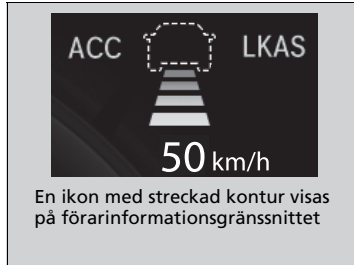 ACC LKAS
50 km/h
En ikon med streckad kontur visas
på förarinformationsgränssnittet